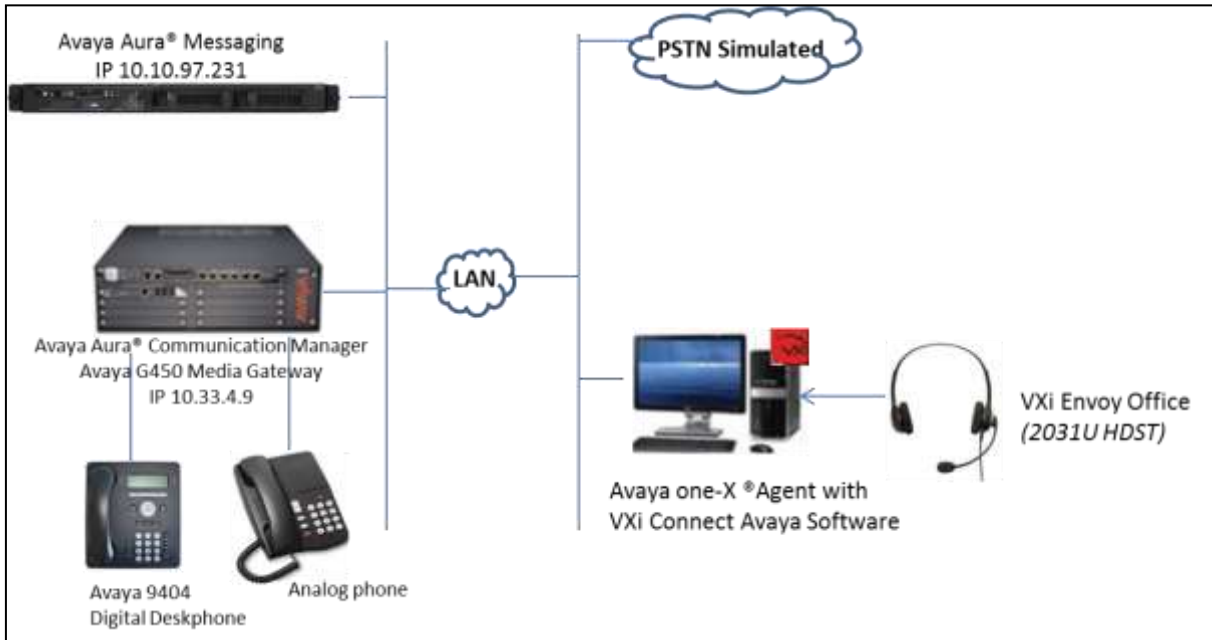 Avaya Aura® Messaging
IP 10.10.97.231
PSTN Simulated
LAN
Avaya Aura® Communication Manager
Avaya G450 Media Gateway
IP 10.33.4.9
VXi
VXi Envoy Office
(2031U HDST)
Avaya one-X ®Agent with
VXi Connect Avaya Software
Avaya 9404
Digital Deskphone
Analog phone